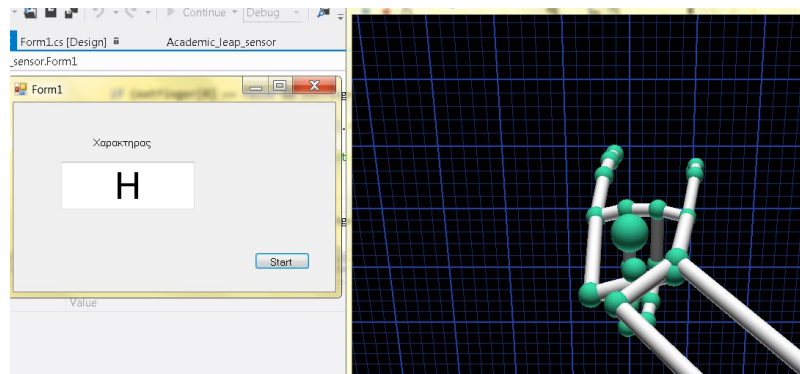 Continue Debug
Form1.cs [Design] Academic_leap_sensor
_sensor.Form1
Form1
Χαρακτηρας
H
Start
Value